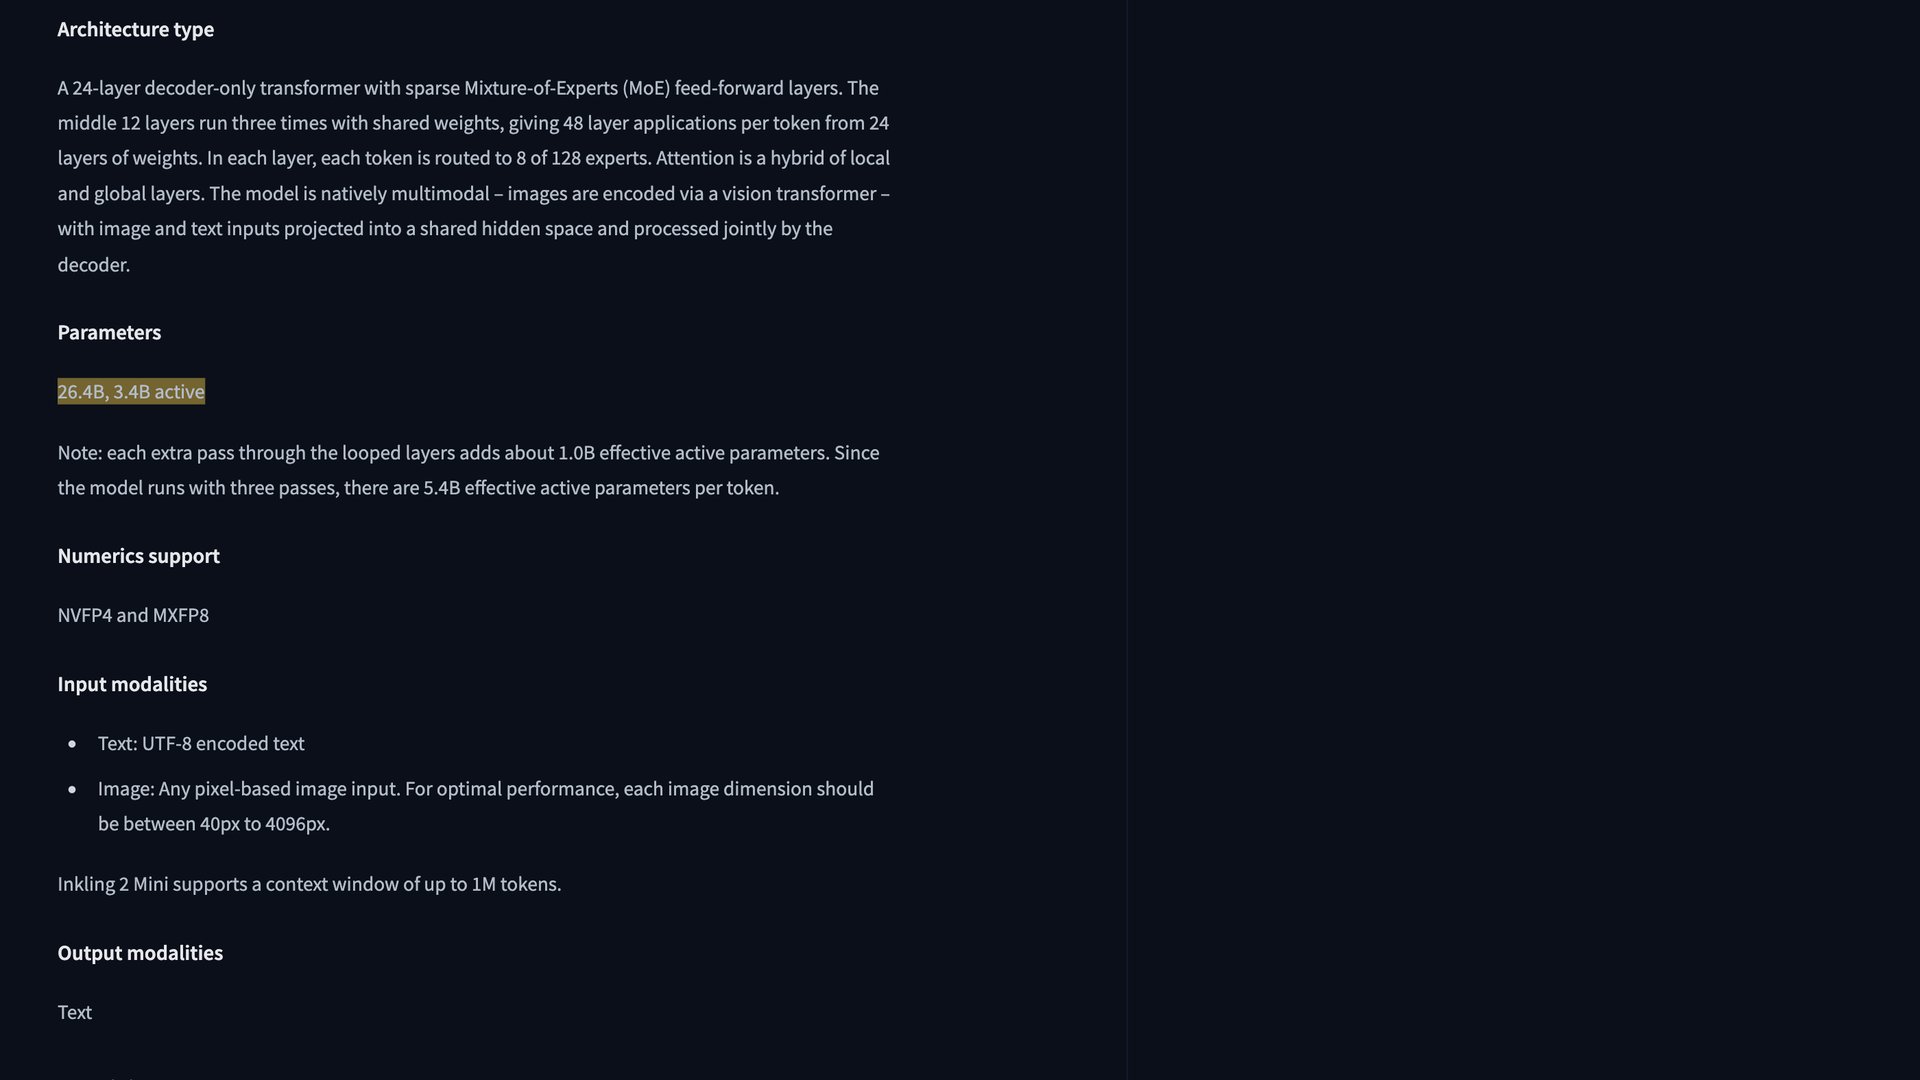 Architecture type
A 24-layer decoder-only transformer with sparse Mixture-of-Experts (MoE) feed-forward layers. The
middle 12 layers run three times with shared weights, giving 48 layer applications per token from 24
layers of weights. In each layer, each token is routed to 8 of 128 experts. Attention is a hybrid of local
and global layers. The model is natively multimodal – images are encoded via a vision transformer –
with image and text inputs projected into a shared hidden space and processed jointly by the
decoder.
Parameters
26.4B, 3.4B active
Note: each extra pass through the looped layers adds about 1.0B effective active parameters. Since
the model runs with three passes, there are 5.4B effective active parameters per token.
Numerics support
NVFP4 and MXFP8
Input modalities
• Text: UTF-8 encoded text
• Image: Any pixel-based image input. For optimal performance, each image dimension should
be between 40px to 4096px.
Inkling 2 Mini supports a context window of up to 1M tokens.
Output modalities
Text